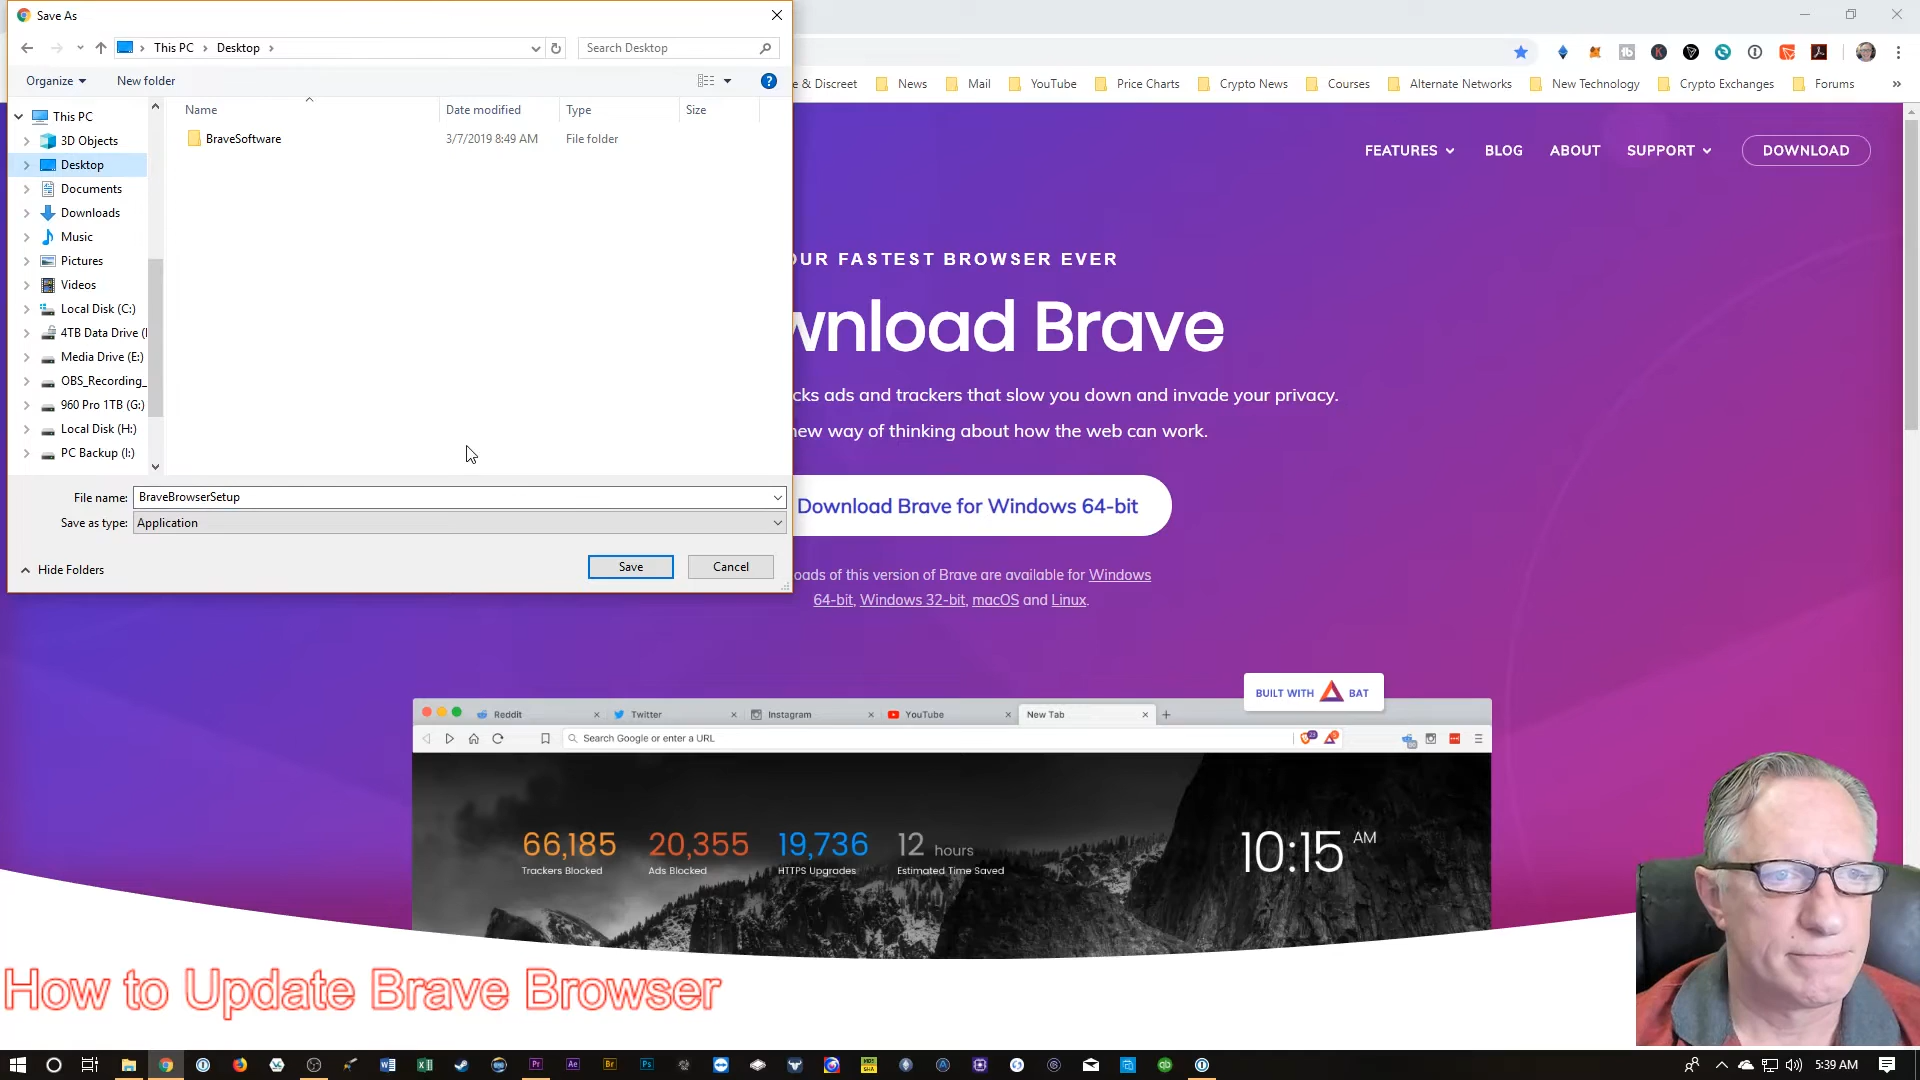 Save As
This PC
Desktop
Search Desktop
Organize
New folder
Name
Date modified
Type
Size
This PC
3D Objects
Desktop
Documents
Downloads
Music
Pictures
Videos
Local Disk (C:)
4TB Data Drive (
Media Drive (E:)
OBS_Recording_
960 Pro 1TB (G:)
Local Disk (H:)
PC Backup (I:)
BraveSoftware
3/7/2019 8:49 AM
File folder
File name:
BraveBrowserSetup
Save as type:
Application
Hide Folders
Save
Cancel
e & Discreet
News
Mail
YouTube
Price Charts
Crypto News
Courses
Alternate Networks
New Technology
Crypto Exchanges
Forums
FEATURES
BLOG
ABOUT
SUPPORT
DOWNLOAD
OUR FASTEST BROWSER EVER
wnload Brave
cks ads and trackers that slow you down and invade your privacy.
new way of thinking about how the web can work.
Download Brave for Windows 64-bit
oads of this version of Brave are available for Windows
64-bit, Windows 32-bit, macOS and Linux.
BUILT WITH BAT
Reddit
Twitter
Instagram
YouTube
New Tab
Search Google or enter a URL
66,185
Trackers Blocked
20,355
Ads Blocked
19,736
HTTPS Upgrades
12 hours
Estimated Time Saved
10:15 AM
How to Update Brave Browser
5:39 AM